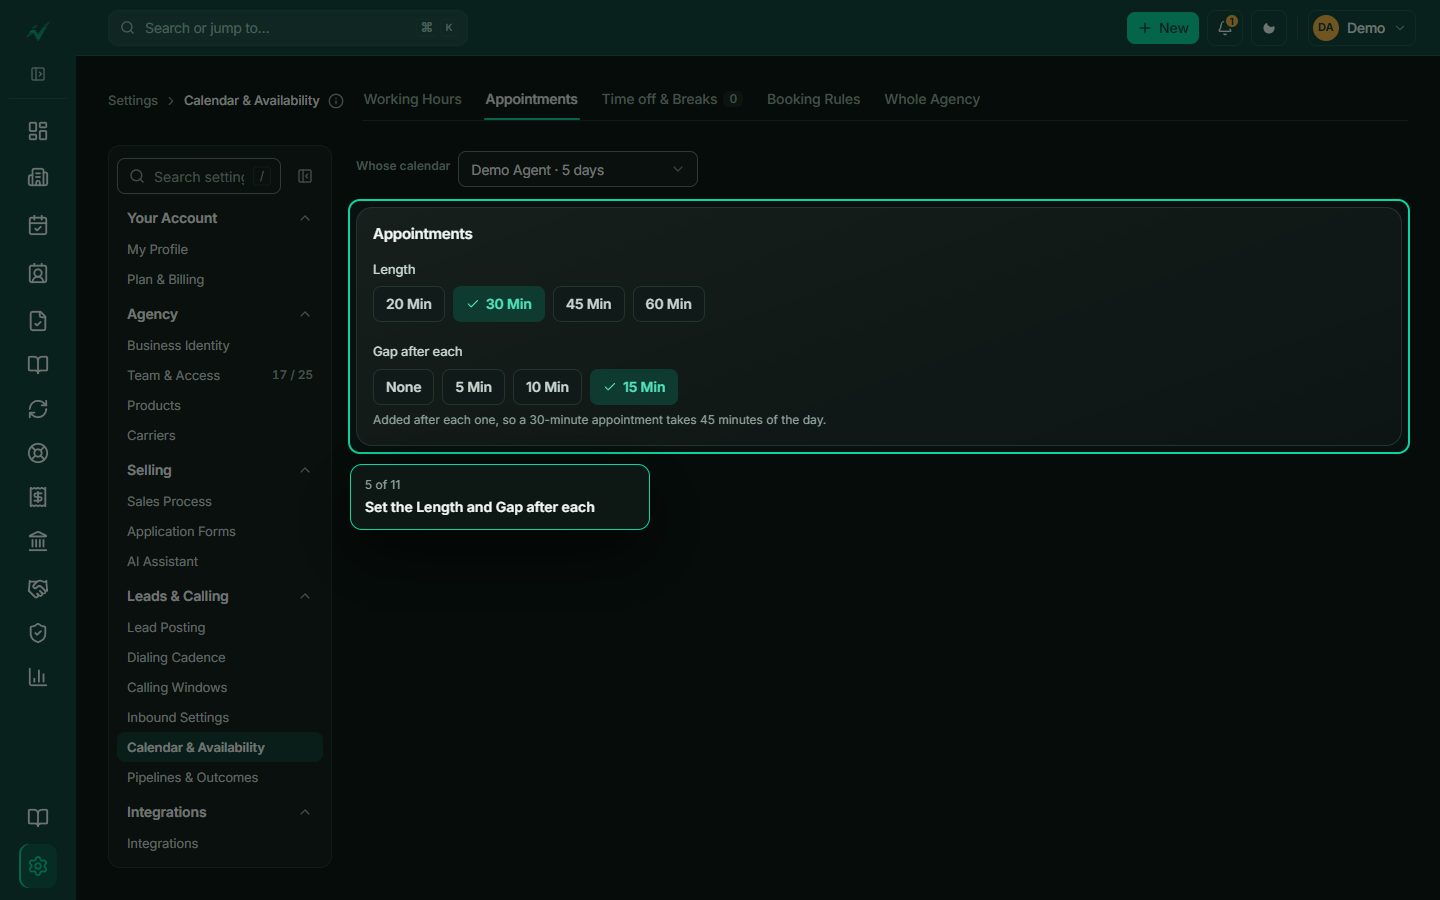 Search or jump to...
⌘ K
New
1
DA
Demo
Settings
Calendar & Availability
Working Hours
Appointments
Time off & Breaks 0
Booking Rules
Whole Agency
Search setting
/
Your Account
My Profile
Plan & Billing
Agency
Business Identity
Team & Access 17 / 25
Products
Carriers
Selling
Sales Process
Application Forms
AI Assistant
Leads & Calling
Lead Posting
Dialing Cadence
Calling Windows
Inbound Settings
Calendar & Availability
Pipelines & Outcomes
Integrations
Integrations
Whose calendar
Demo Agent · 5 days
Appointments
Length
20 Min
30 Min
45 Min
60 Min
Gap after each
None
5 Min
10 Min
15 Min
Added after each one, so a 30-minute appointment takes 45 minutes of the day.
5 of 11
Set the Length and Gap after each